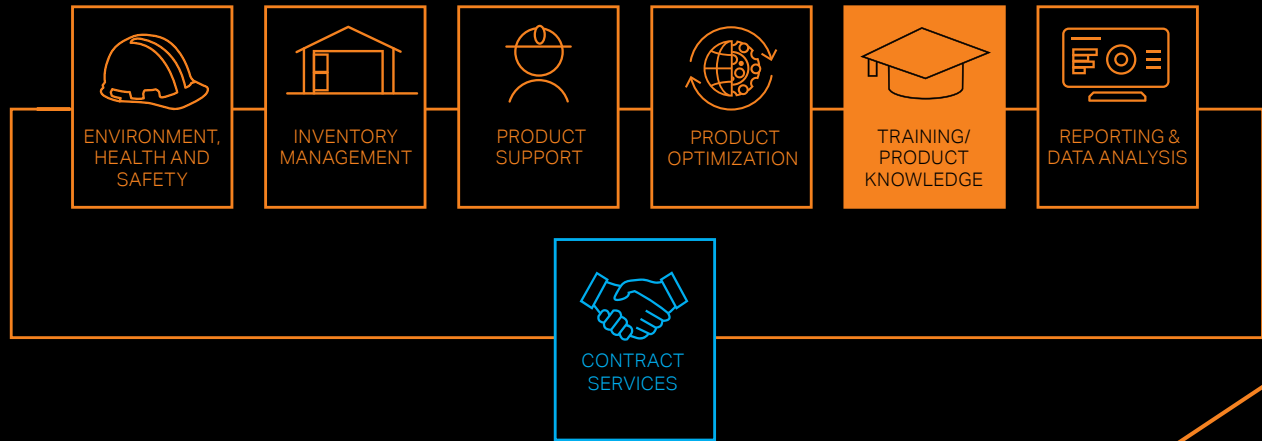 ENVIRONMENT,
HEALTH AND
SAFETY
INVENTORY
MANAGEMENT
PRODUCT
SUPPORT
PRODUCT
OPTIMIZATION
TRAINING/
PRODUCT
KNOWLEDGE
REPORTING &
DATA ANALYSIS
CONTRACT
SERVICES